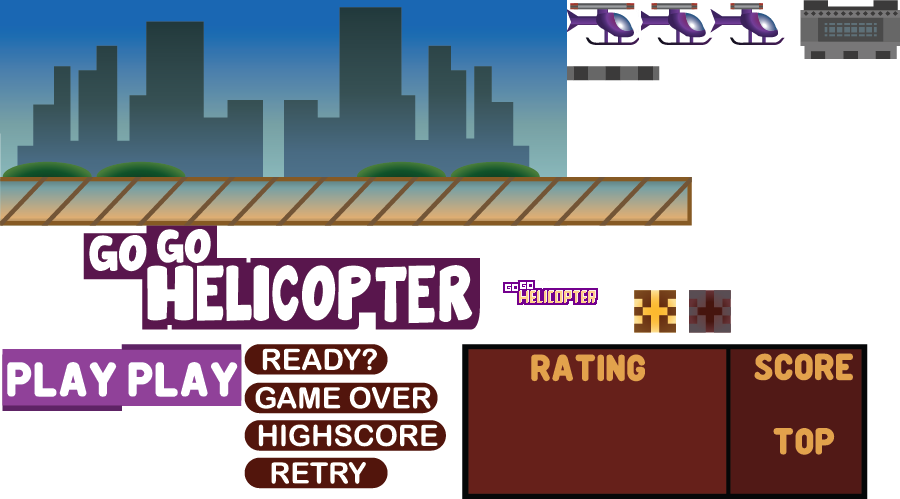 GO GO
HELICOPTER
GO GO
HELICOPTER
PLAY PLAY
READY?
GAME OVER
HIGHSCORE
RETRY
RATING
SCORE
TOP